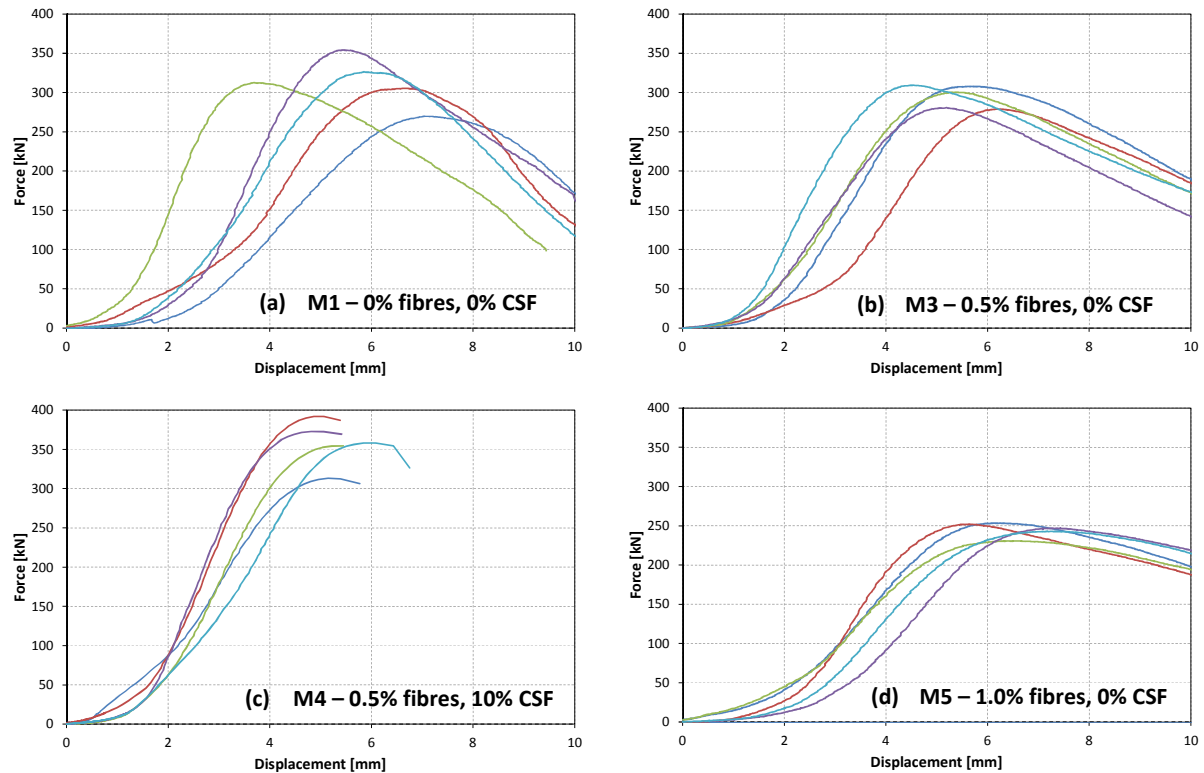 400
350
300
250
200
150
100
50
0
Force [kN]
(a) M1 – 0% fibres, 0% CSF
0 2 4 6 8 10
Displacement [mm]
400
350
300
250
200
150
100
50
0
Force [kN]
(b) M3 – 0.5% fibres, 0% CSF
0 2 4 6 8 10
Displacement [mm]
400
350
300
250
200
150
100
50
0
Force [kN]
(c) M4 – 0.5% fibres, 10% CSF
0 2 4 6 8 10
Displacement [mm]
400
350
300
250
200
150
100
50
0
Force [kN]
(d) M5 – 1.0% fibres, 0% CSF
0 2 4 6 8 10
Displacement [mm]